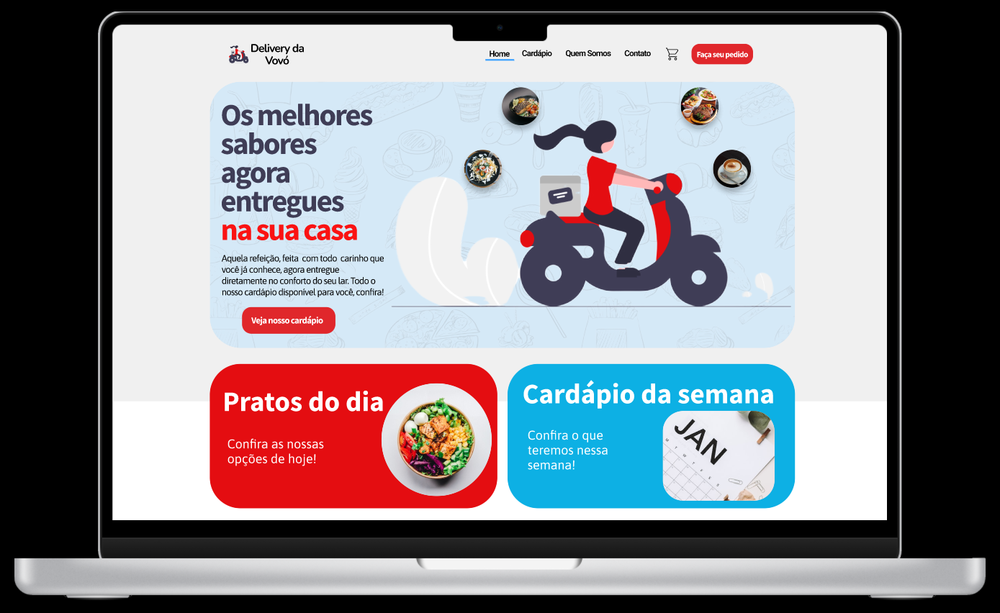 Delivery da
Vovó
Home
Cardápio
Quem Somos
Contato
Faça seu pedido
Os melhores
sabores
agora
entregues
na sua casa
Aquela refeição, feita com todo carinho que
você já conhece, agora entregue
diretamente no conforto do seu lar. Todo o
nosso cardápio disponível para você, confira!
Veja nosso cardápio
Pratos do dia
Confira as nossas
opções de hoje!
Cardápio da semana
Confira o que
teremos nessa
semana!
JAN
M T W T F S